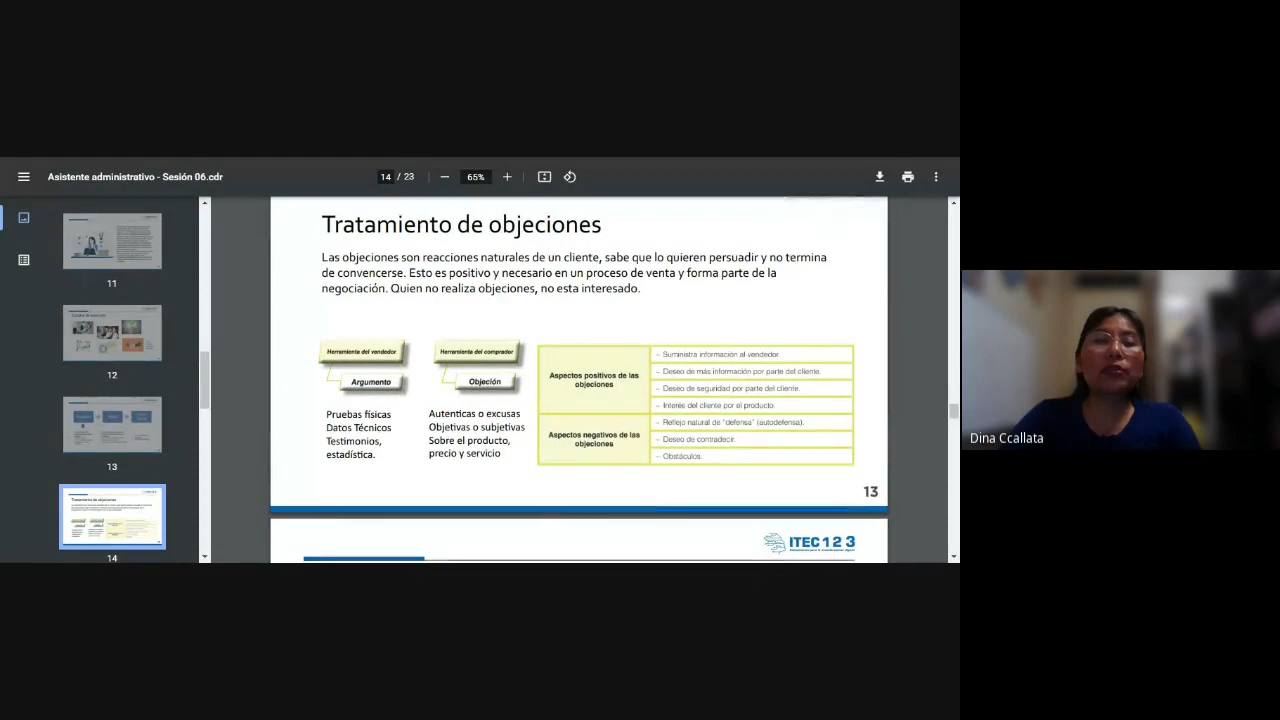 Asistente administrativo - Sesión 06.cdr
14 / 23
65%
11
12
13
14
Tratamiento de objeciones
Las objeciones son reacciones naturales de un cliente, sabe que lo quieren persuadir y no termina
de convencerse. Esto es positivo y necesario en un proceso de venta y forma parte de la
negociación. Quien no realiza objeciones, no esta interesado.
Herramienta del vendedor
Argumento
Pruebas físicas
Datos Técnicos
Testimonios,
estadística.
Herramienta del comprador
Objeción
Autenticas o excusas
Objetivas o subjetivas
Sobre el producto,
precio y servicio
Aspectos positivos de las
objeciones
– Suministra información al vendedor.
– Deseo de más información por parte del cliente.
– Deseo de seguridad por parte del cliente.
– Interés del cliente por el producto.
Aspectos negativos de las
objeciones
– Reflejo natural de "defensa" (autodefensa).
– Deseo de contradecir.
– Obstáculos.
13
ITEC 1 2 3
Dina Ccallata